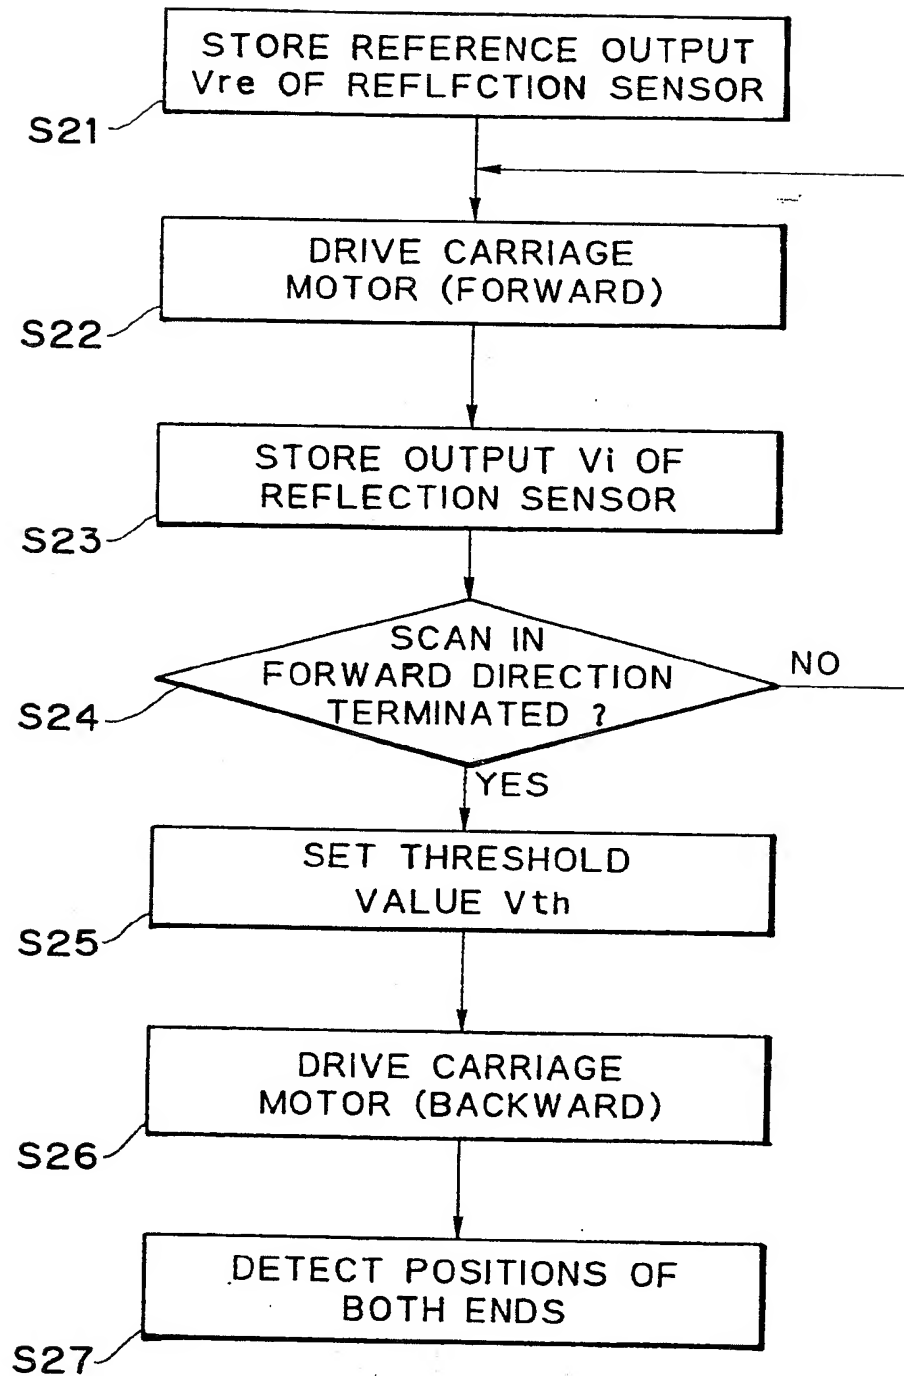 STORE REFERENCE OUTPUT
Vre OF REFLFCTION SENSOR
S21
DRIVE CARRIAGE
MOTOR (FORWARD)
S22
STORE OUTPUT Vi OF
REFLECTION SENSOR
S23
SCAN IN
FORWARD DIRECTION
TERMINATED ?
NO
S24
YES
SET THRESHOLD
VALUE Vth
S25
DRIVE CARRIAGE
MOTOR (BACKWARD)
S26
DETECT POSITIONS OF
BOTH ENDS
S27